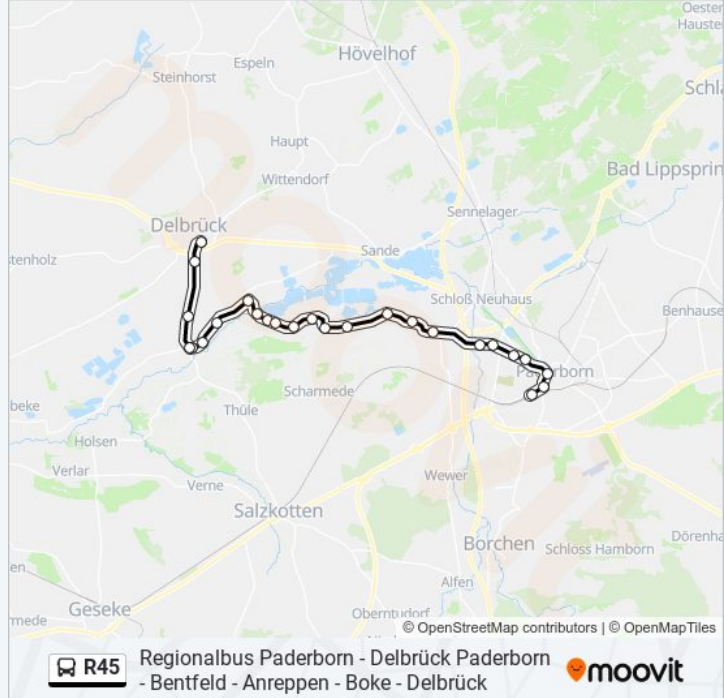 Oester
Hauste
Hövelhof
Espeln
Steinhorst
Schla
Haupt
Bad Lippsprin
Wittendorf
Sennelager
Delbrück
Sande
stenholz
Schloß Neuhaus
Benhause
Paderborn
Scharmede
beke
Thüle
Holsen
Verlar
Verne
Wewer
Salzkotten
Borchen
Schloss Hamborn
Dörenha
en
Alfen
Geseke
mede
Oberntudorf
© OpenStreetMap contributors | © OpenMapTiles
R45
Regionalbus Paderborn - Delbrück Paderborn
- Bentfeld - Anreppen - Boke - Delbrück
moovit